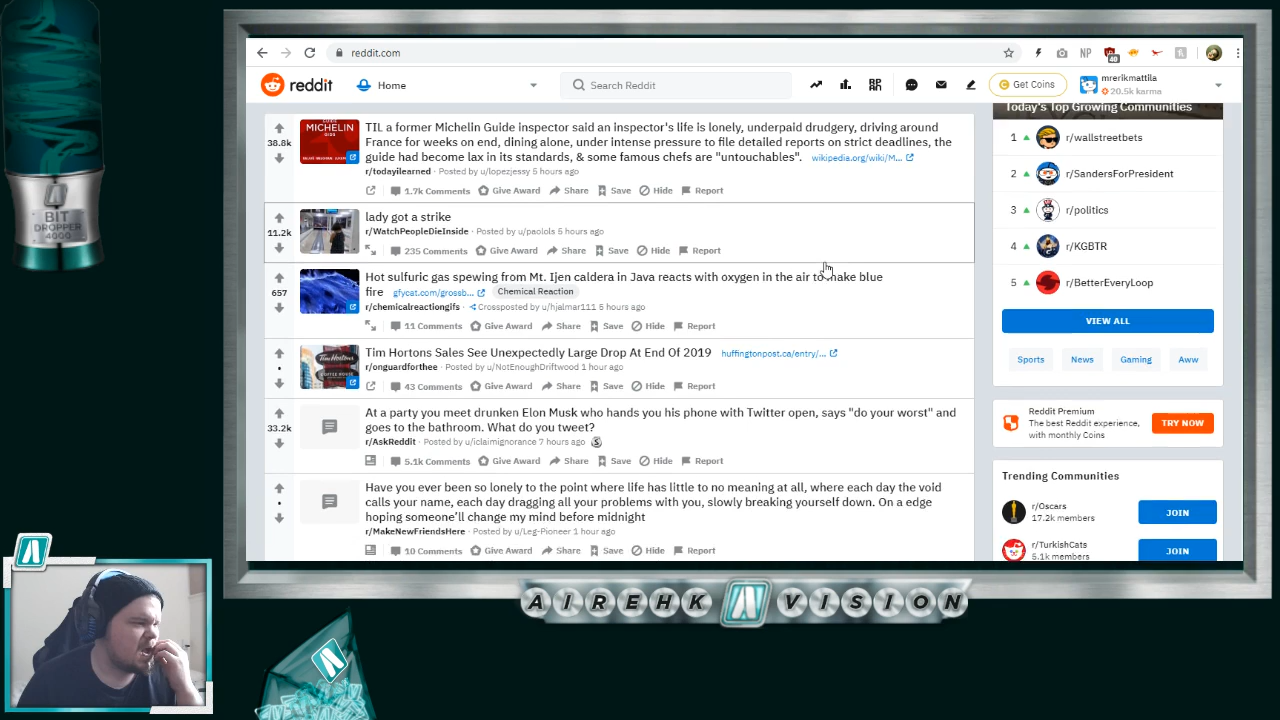 reddit.com
NP
40
reddit
Home
Search Reddit
Get Coins
mrerikmattila
20.5k karma
MICHELIN
38.8k
TIL a former Michelin Guide inspector said an inspector's life is lonely, underpaid drudgery, driving around
France for weeks on end, dining alone, under intense pressure to file detailed reports on strict deadlines, the
guide had become lax in its standards, & some famous chefs are "untouchables". wikipedia.org/wiki/M...
r/todayilearned · Posted by u/lopezjessy 5 hours ago
1.7k Comments Give Award Share Save Hide Report
11.2k
lady got a strike
r/WatchPeopleDieInside · Posted by u/paolols 5 hours ago
235 Comments Give Award Share Save Hide Report
657
Hot sulfuric gas spewing from Mt. Ijen caldera in Java reacts with oxygen in the air to make blue
fire gfycat.com/grossb... Chemical Reaction
r/chemicalreactiongifs · Crossposted by u/hjalmar111 5 hours ago
11 Comments Give Award Share Save Hide Report
Tim Hortons
Tim Hortons Sales See Unexpectedly Large Drop At End Of 2019 huffingtonpost.ca/entry/...
r/onguardforthee · Posted by u/NotEnoughDriftwood 1 hour ago
43 Comments Give Award Share Save Hide Report
33.2k
At a party you meet drunken Elon Musk who hands you his phone with Twitter open, says "do your worst" and
goes to the bathroom. What do you tweet?
r/AskReddit · Posted by u/iclaimignorance 7 hours ago
5.1k Comments Give Award Share Save Hide Report
Have you ever been so lonely to the point where life has little to no meaning at all, where each day the void
calls your name, each day dragging all your problems with you, slowly breaking yourself down. On a edge
hoping someone'll change my mind before midnight
r/MakeNewFriendsHere · Posted by u/Leg-Pioneer 1 hour ago
10 Comments Give Award Share Save Hide Report
Today's Top Growing Communities
1 r/wallstreetbets
2 r/SandersForPresident
3 r/politics
4 r/KGBTR
5 r/BetterEveryLoop
VIEW ALL
Sports News Gaming Aww
Reddit Premium
The best Reddit experience,
with monthly Coins
TRY NOW
Trending Communities
r/Oscars
17.2k members
JOIN
r/TurkishCats
5.1k members
JOIN
BIT
DROPPER
4000
AIREHK VISION